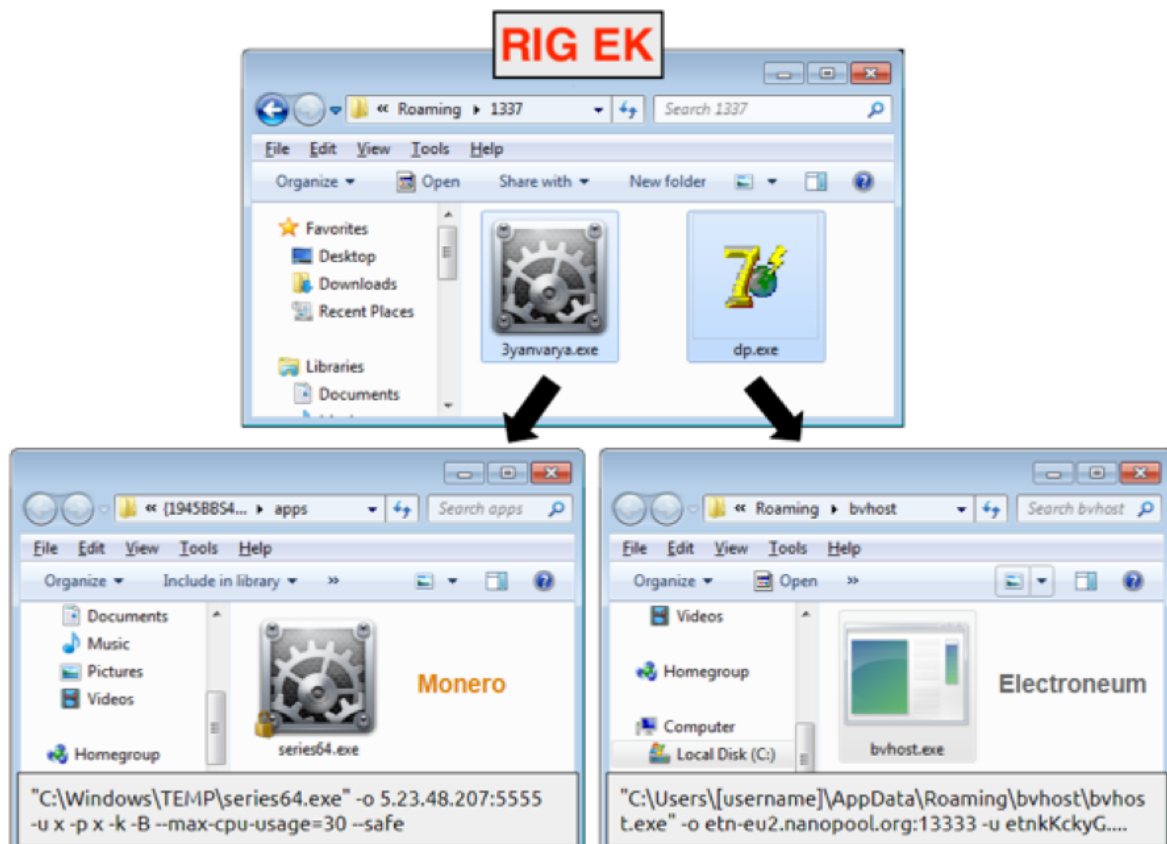 RIG EK
« Roaming ▸ 1337
Search 1337
File Edit View Tools Help
Organize ▾ Open Share with ▾ New folder
Favorites
Desktop
Downloads
Recent Places
Libraries
Documents
3yanvarya.exe
dp.exe
« {1945BBS4... ▸ apps
Search apps
File Edit View Tools Help
Organize ▾ Include in library ▾ »
Documents
Music
Pictures
Videos
Homegroup
series64.exe
Monero
"C:\Windows\TEMP\series64.exe" -o 5.23.48.207:5555
-u x -p x -k -B --max-cpu-usage=30 --safe
« Roaming ▸ bvhost
Search bvhost
File Edit View Tools Help
Organize ▾ Open »
Videos
Homegroup
Computer
Local Disk (C:)
bvhost.exe
Electroneum
"C:\Users\[username]\AppData\Roaming\bvhost\bvhos
t.exe" -o etn-eu2.nanopool.org:13333 -u etnkKckyG....